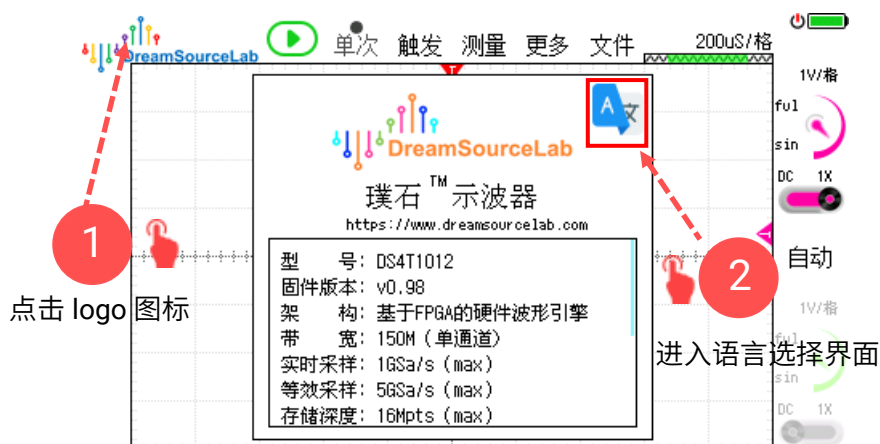 DreamSourceLab
单次 触发 测量 更多 文件
200uS/格
1V/格
ful
sin
DC 1X
T
A 文
DreamSourceLab
璞石™示波器
https://www.dreamsourcelab.com
型 号: DS4T1012
固件版本: v0.98
架 构: 基于FPGA的硬件波形引擎
带 宽: 150M (单通道)
实时采样: 1GSa/s (max)
等效采样: 5GSa/s (max)
存储深度: 16Mpts (max)
1
点击 logo 图标
2
进入语言选择界面
自动
1V/格
ful
sin
DC 1X